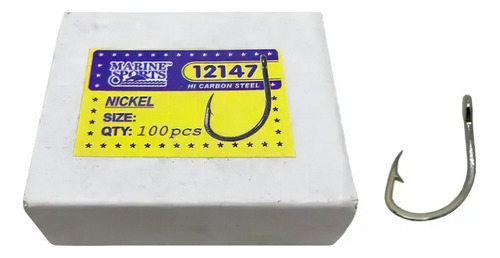 MARINE SPORTS
12147
HI CARBON STEEL
NICKEL
SIZE:
QTY: 100pcs